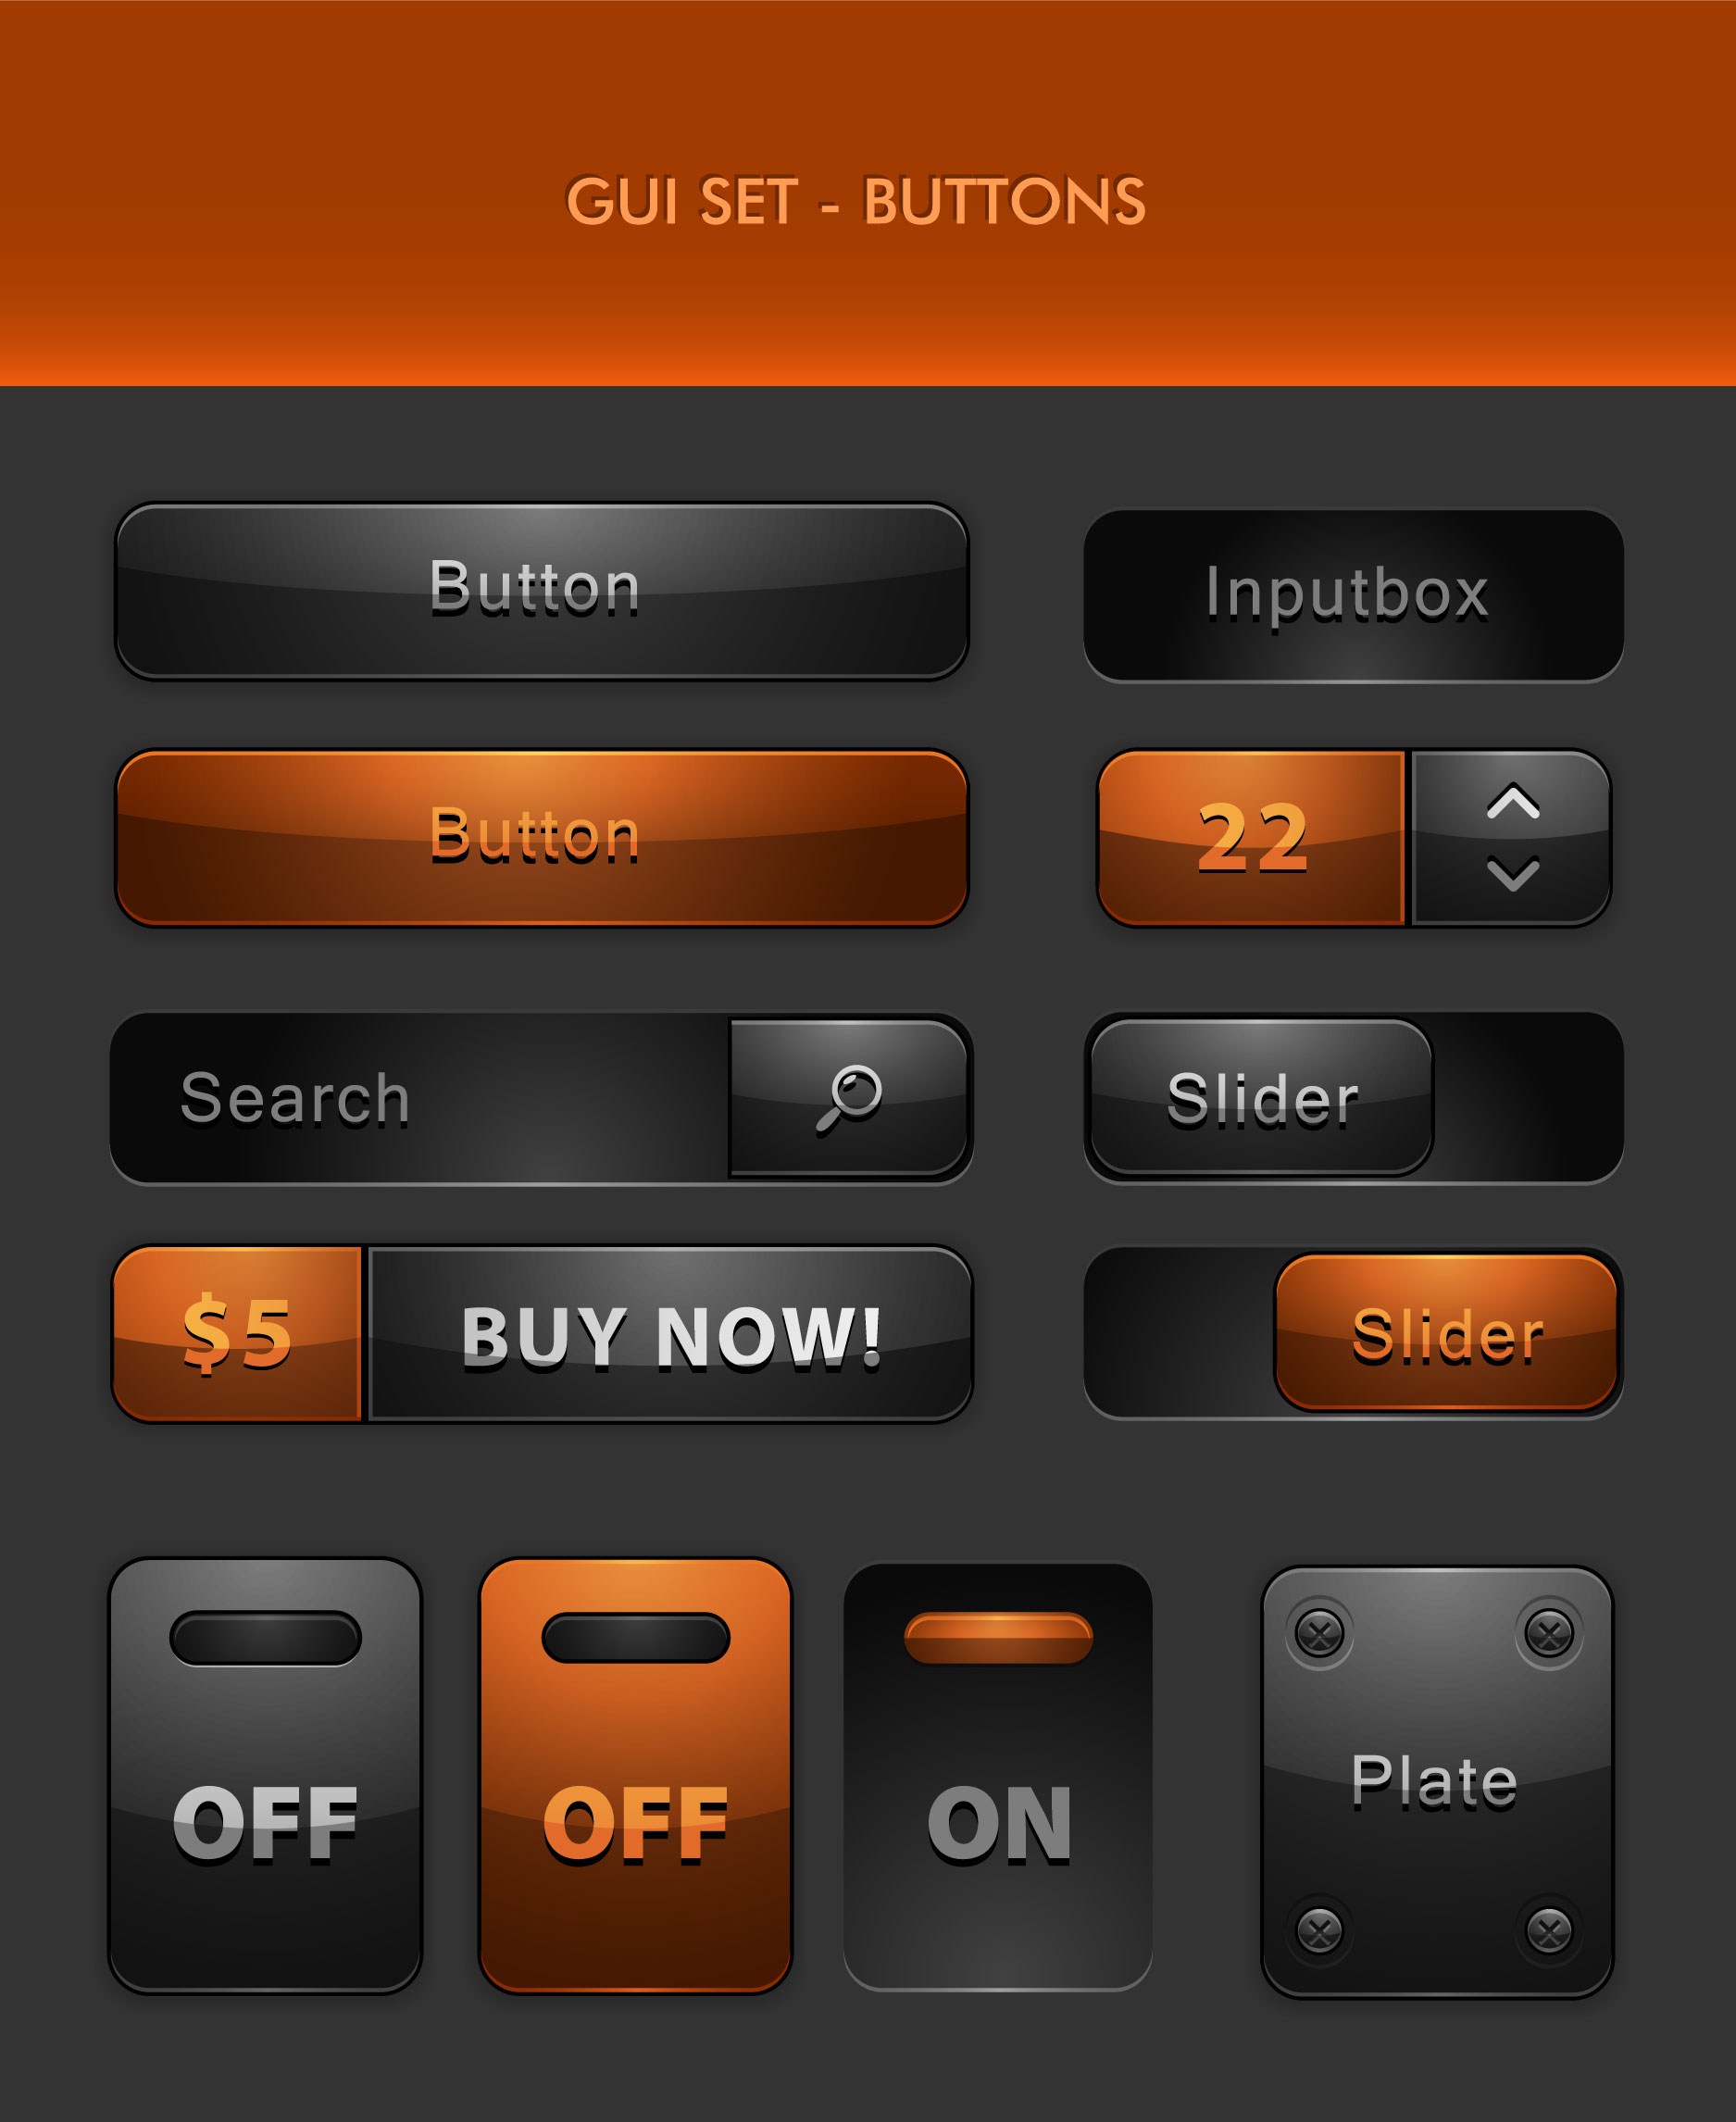 GUI SET - BUTTONS
Button
Inputbox
Button
22
Search
Slider
$5 BUY NOW!
Slider
OFF
OFF
ON
Plate